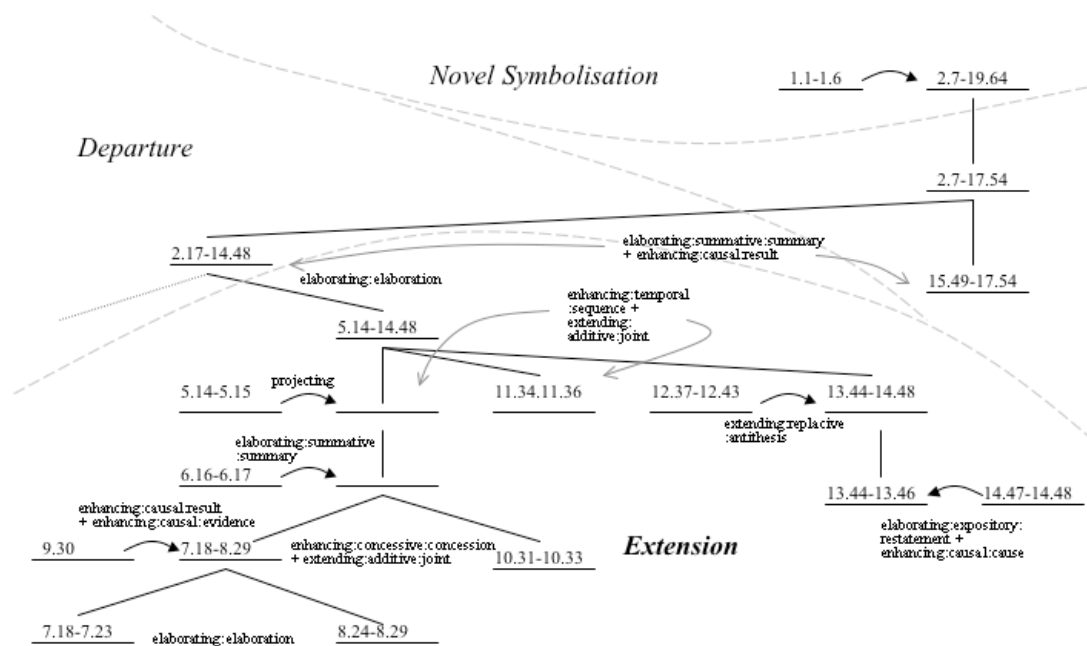 Novel Symbolisation
1.1-1.6
2.7-19.64
Departure
2.7-17.54
2.17-14.48
elaborating:summative:summary
+ enhancing:causal:result
elaborating:elaboration
15.49-17.54
enhancing:temporal
:sequence +
extending:
additive:joint
5.14-14.48
5.14-5.15
projecting
11.34.11.36
12.37-12.43
13.44-14.48
extending:replacive
:antithesis
elaborating:summative
:summary
6.16-6.17
13.44-13.46
14.47-14.48
enhancing:causal:result
+ enhancing:causal:evidence
9.30
7.18-8.29
enhancing:concessive:concession
+ extending:additive:joint
10.31-10.33
Extension
elaborating:expository:
restatement +
enhancing:causal:cause
7.18-7.23
elaborating:elaboration
8.24-8.29